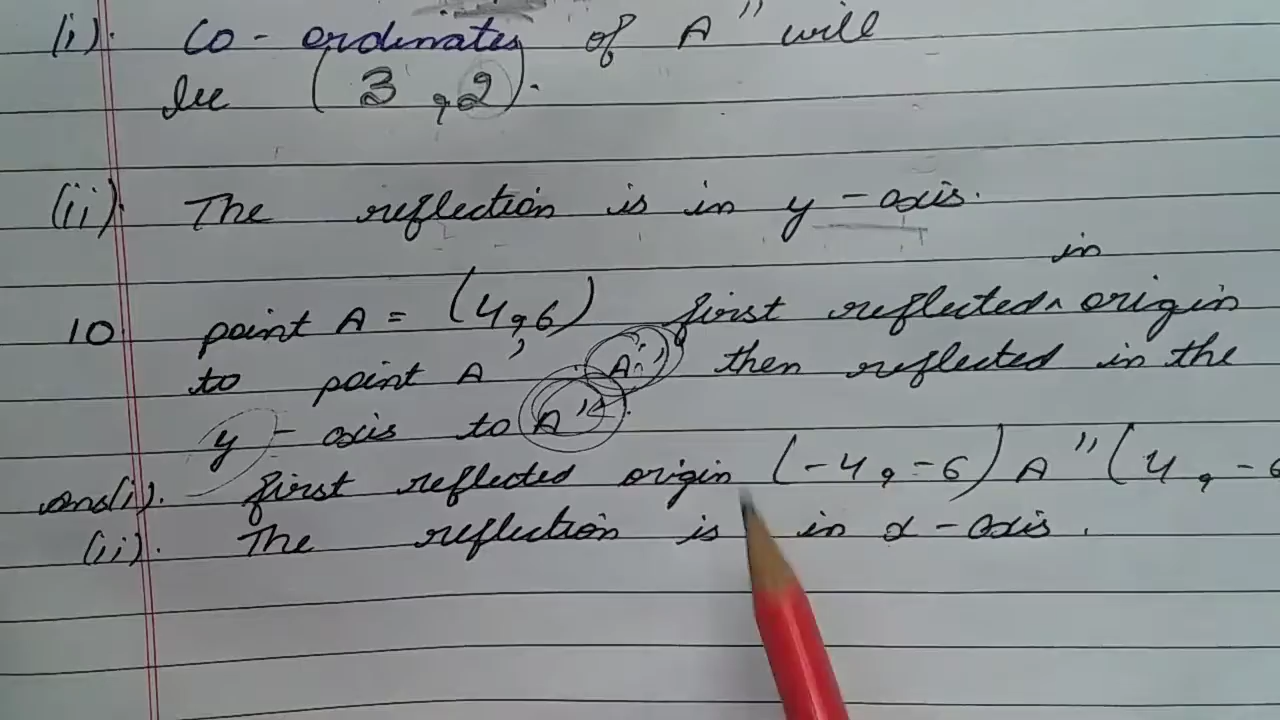 (i). Co-ordinates of A" will
be (3,2).
(ii). The reflection is in y-axis.
in
10 point A = (4,6) first reflected^ origin
to point A' A" then reflected in the
y-axis to A".
ans(i). first reflected origin (-4,-6) A" (4,-6
(ii). The reflection is in x-axis.